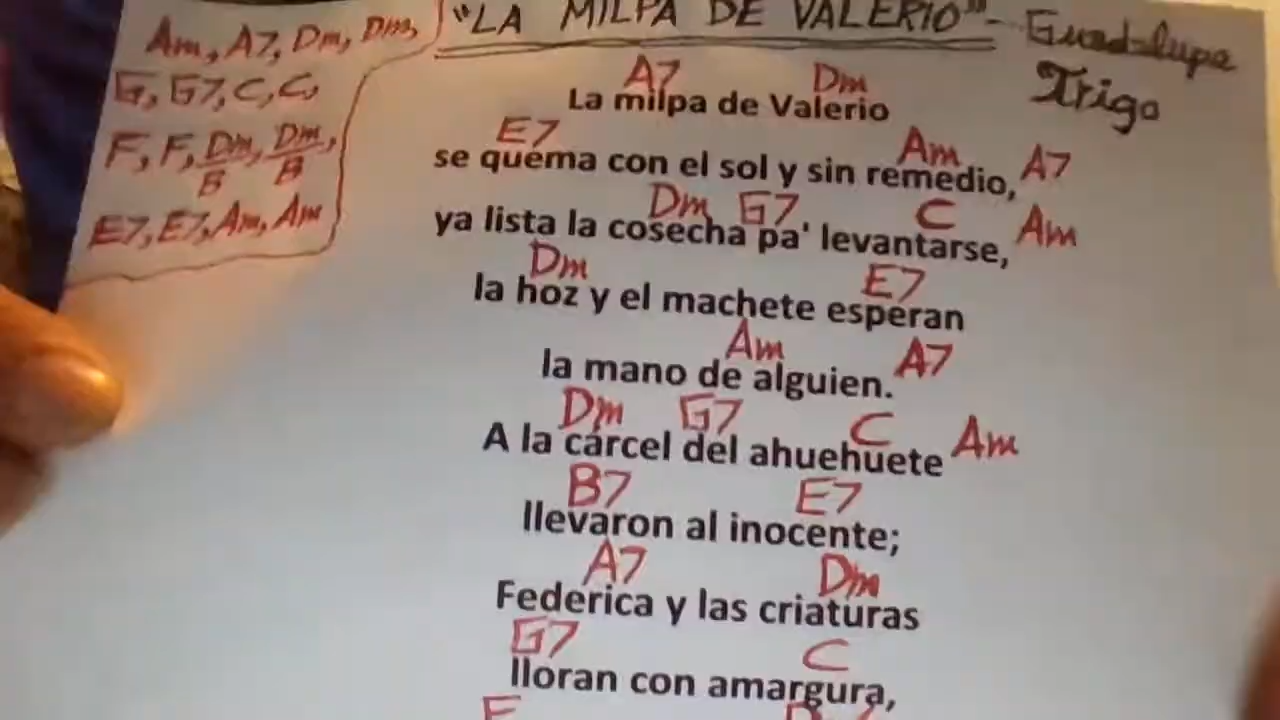 "LA MILPA DE VALERIO" - Guadalupe Trigo
Am, A7, Dm, Dm,
G, G7, C, C,
F, F, Dm/B, Dm/B,
E7, E7, Am, Am
A7 Dm
La milpa de Valerio
E7 Am A7
se quema con el sol y sin remedio,
Dm G7 C Am
ya lista la cosecha pa' levantarse,
Dm E7
la hoz y el machete esperan
Am A7
la mano de alguien.
Dm G7 C Am
A la cárcel del ahuehuete
B7 E7
llevaron al inocente;
A7 Dm
Federica y las criaturas
G7 C
lloran con amargura,